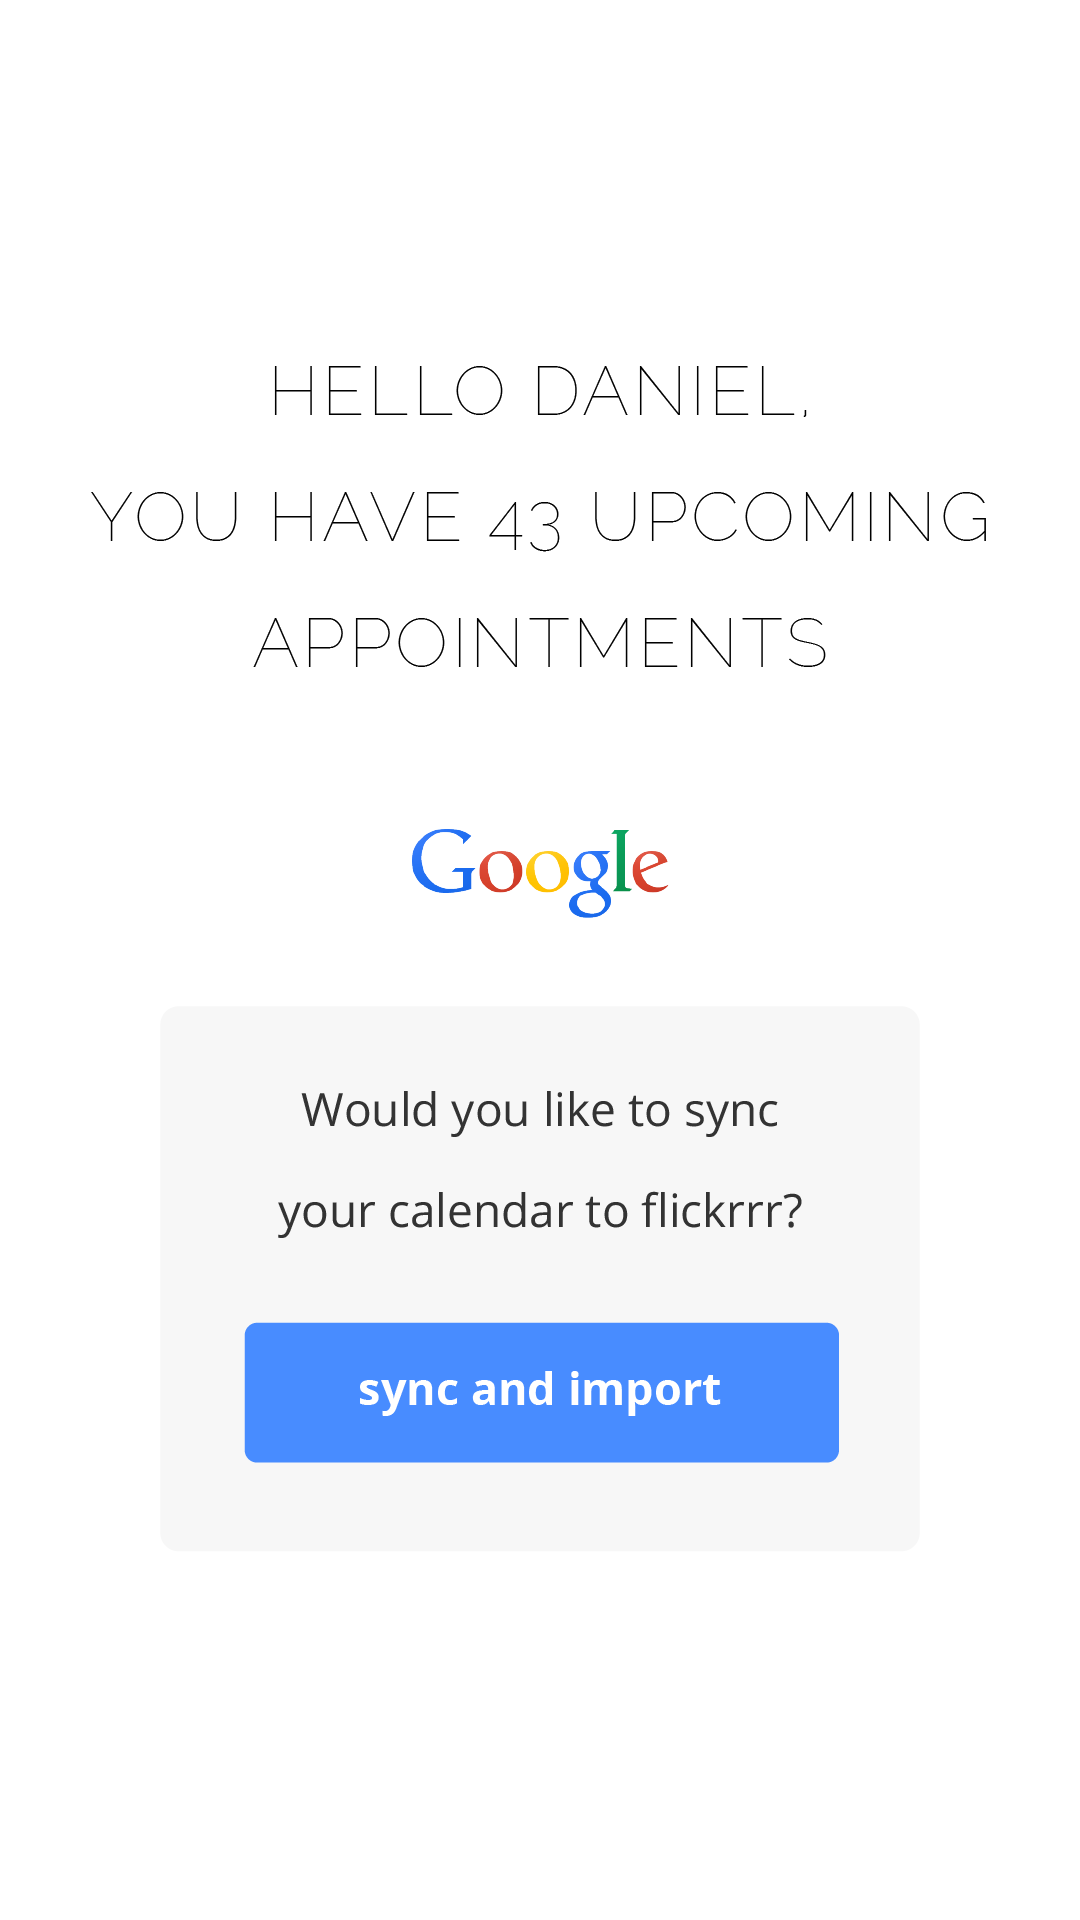 HELLO DANIEL,
YOU HAVE 43 UPCOMING
APPOINTMENTS
Google
Would you like to sync
your calendar to flickrrr?
sync and import